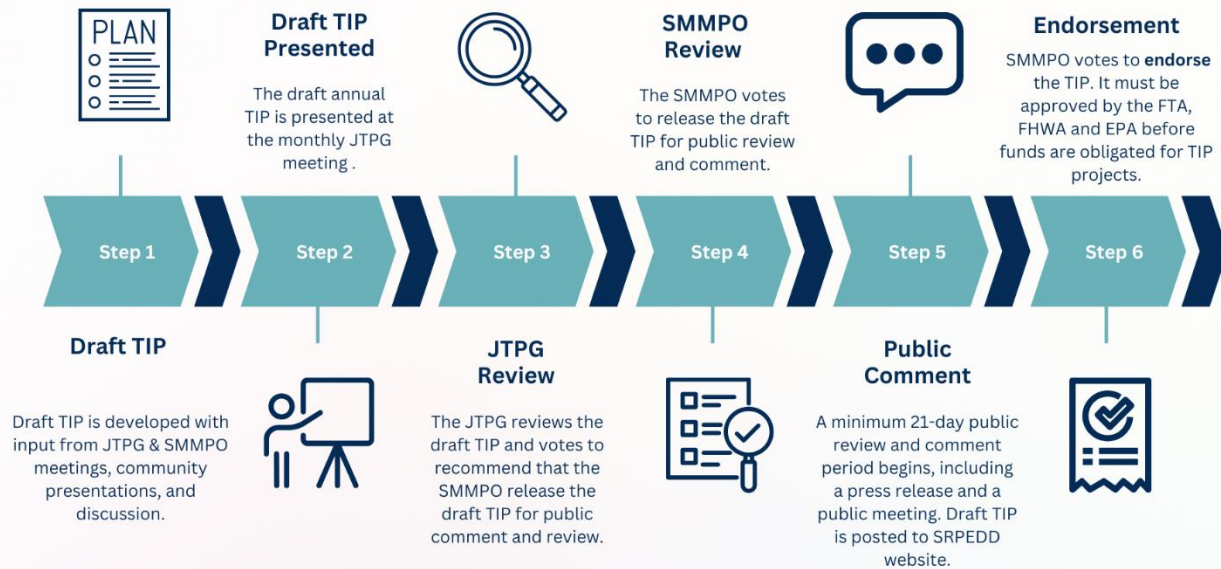 PLAN
Step 1
Draft TIP
Draft TIP is developed with
input from JTPG & SMMPO
meetings, community
presentations, and
discussion.
Draft TIP
Presented
The draft annual
TIP is presented at
the monthly JTPG
meeting .
Step 2
Step 3
JTPG
Review
The JTPG reviews the
draft TIP and votes to
recommend that the
SMMPO release the
draft TIP for public
comment and review.
SMMPO
Review
The SMMPO votes
to release the draft
TIP for public review
and comment.
Step 4
Step 5
Public
Comment
A minimum 21-day public
review and comment
period begins, including
a press release and a
public meeting. Draft TIP
is posted to SRPEDD
website.
Endorsement
SMMPO votes to endorse
the TIP. It must be
approved by the FTA,
FHWA and EPA before
funds are obligated for TIP
projects.
Step 6